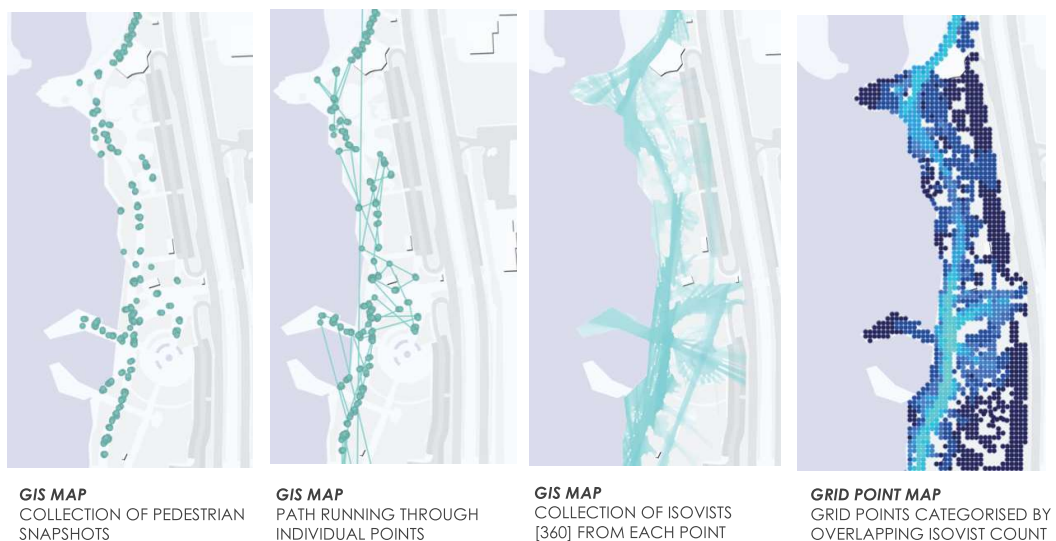 GIS MAP
COLLECTION OF PEDESTRIAN
SNAPSHOTS
GIS MAP
PATH RUNNING THROUGH
INDIVIDUAL POINTS
GIS MAP
COLLECTION OF ISOVISTS
[360] FROM EACH POINT
GRID POINT MAP
GRID POINTS CATEGORISED BY
OVERLAPPING ISOVIST COUNT